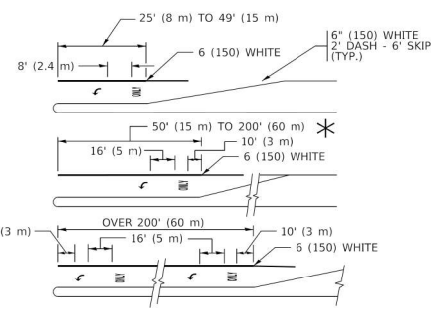 25' (8 m) TO 49' (15 m)
6 (150) WHITE
6" (150) WHITE
2' DASH - 6' SKIP
(TYP.)
8' (2.4 m)
ONLY
50' (15 m) TO 200' (60 m)
16' (5 m)
10' (3 m)
6 (150) WHITE
ONLY
OVER 200' (60 m)
(3 m)
16' (5 m)
10' (3 m)
6 (150) WHITE
ONLY
ONLY